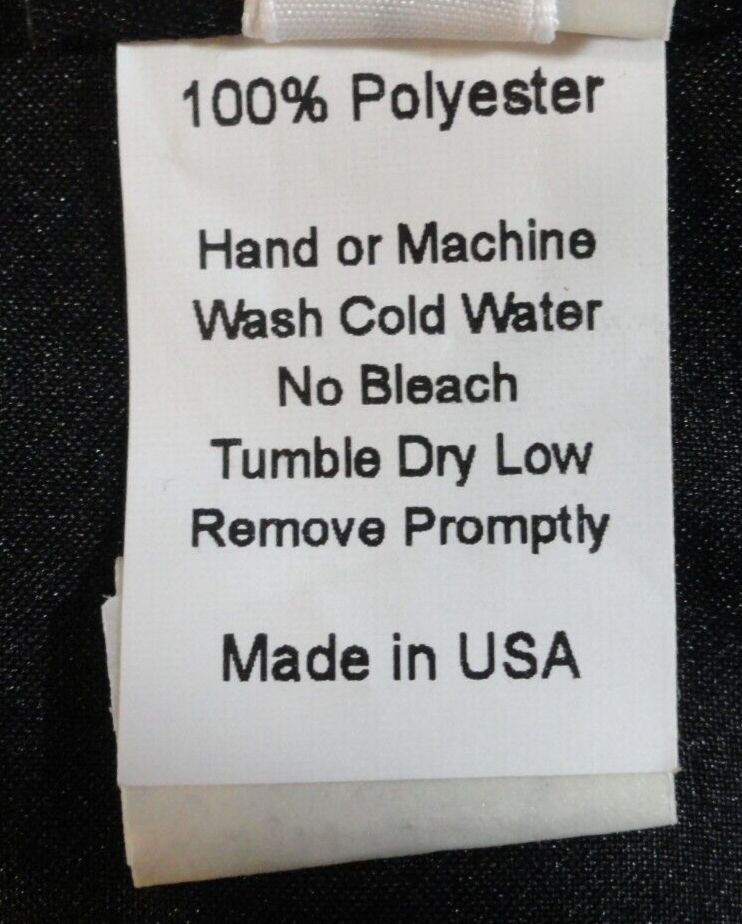 100% Polyester
Hand or Machine
Wash Cold Water
No Bleach
Tumble Dry Low
Remove Promptly
Made in USA